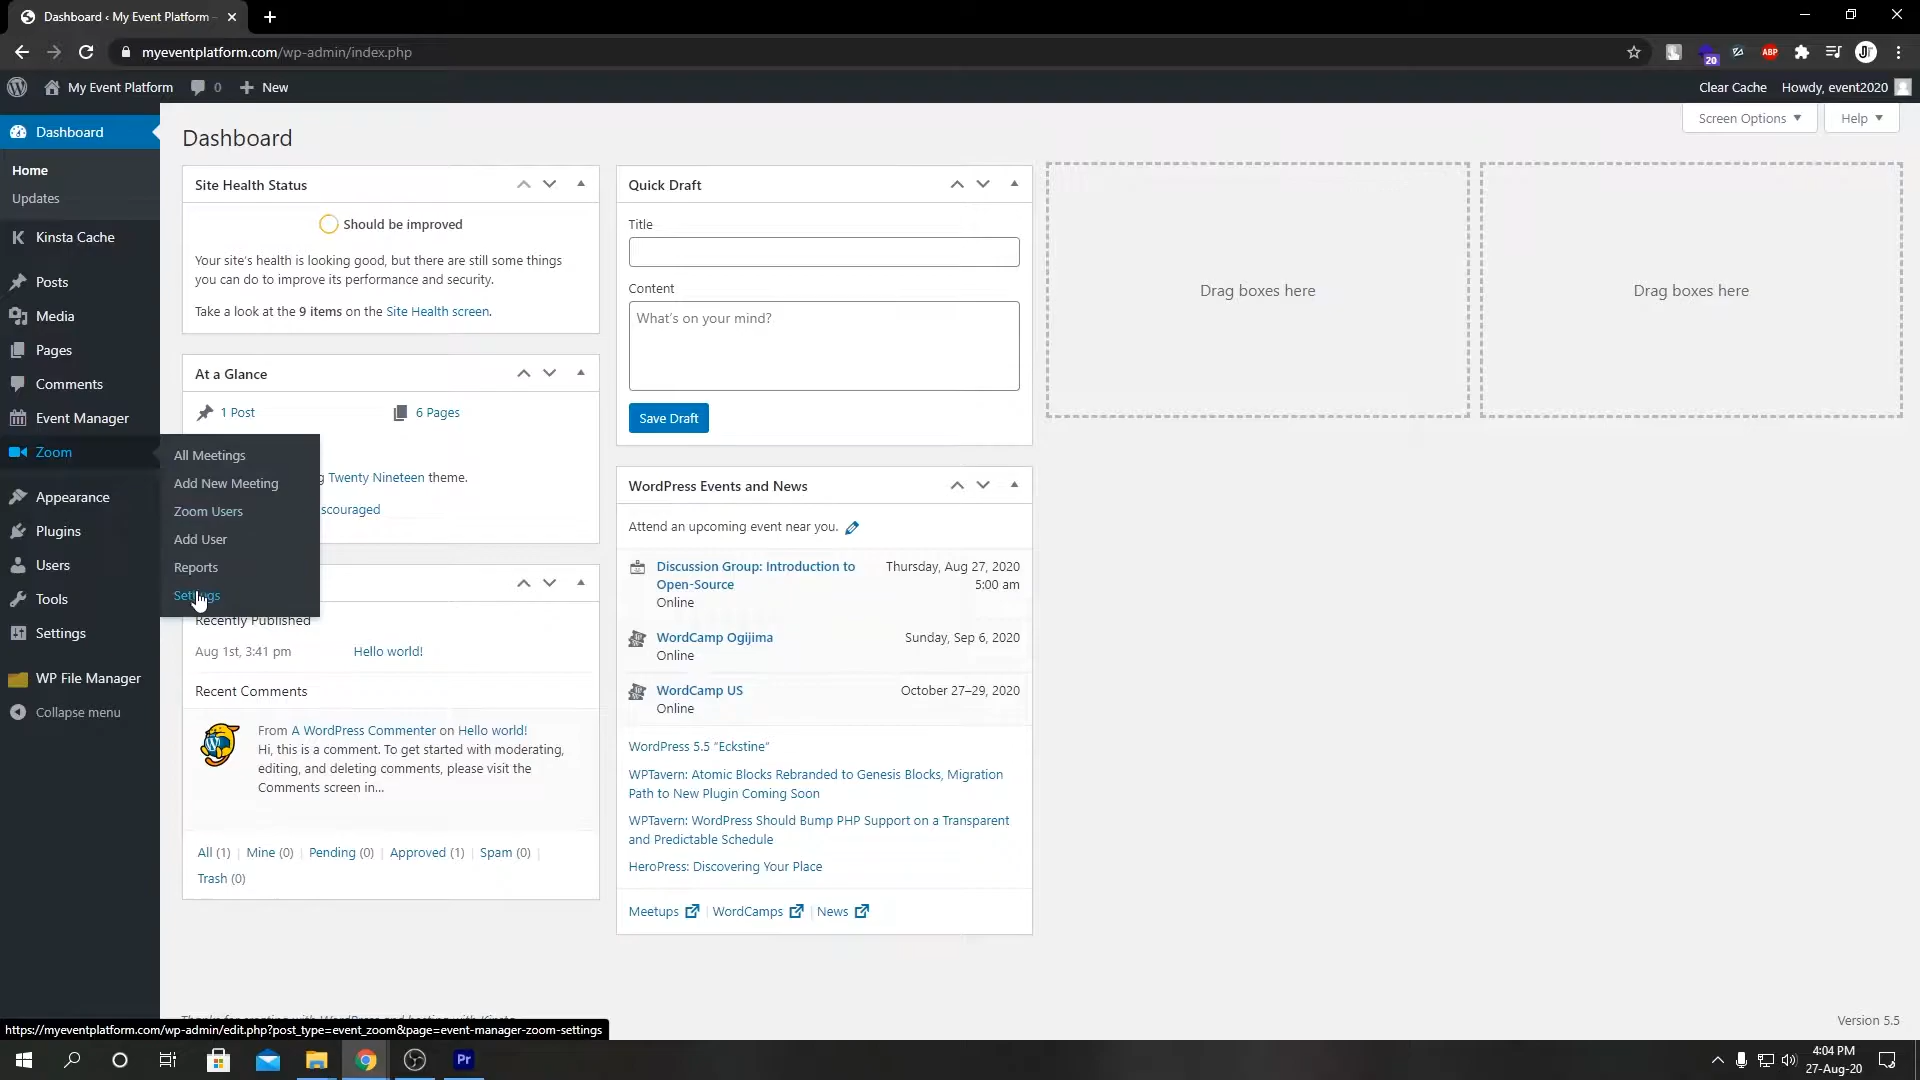 Dashboard ‹ My Event Platform –
myeventplatform.com/wp-admin/index.php
20
ABP
My Event Platform
0
New
Clear Cache
Howdy, event2020
Dashboard
Home
Updates
Kinsta Cache
Posts
Media
Pages
Comments
Event Manager
Zoom
Appearance
Plugins
Users
Tools
Settings
WP File Manager
Collapse menu
All Meetings
Add New Meeting
Zoom Users
Add User
Reports
Settings
Dashboard
Screen Options
Help
Site Health Status
Should be improved
Your site's health is looking good, but there are still some things
you can do to improve its performance and security.
Take a look at the 9 items on the Site Health screen.
At a Glance
1 Post
6 Pages
Twenty Nineteen theme.
scouraged
Recently Published
Aug 1st, 3:41 pm
Hello world!
Recent Comments
From A WordPress Commenter on Hello world!
Hi, this is a comment. To get started with moderating,
editing, and deleting comments, please visit the
Comments screen in...
All (1) | Mine (0) | Pending (0) | Approved (1) | Spam (0) |
Trash (0)
Quick Draft
Title
Content
What's on your mind?
Save Draft
WordPress Events and News
Attend an upcoming event near you.
Discussion Group: Introduction to
Open-Source
Online
Thursday, Aug 27, 2020
5:00 am
WordCamp Ogijima
Online
Sunday, Sep 6, 2020
WordCamp US
Online
October 27–29, 2020
WordPress 5.5 “Eckstine”
WPTavern: Atomic Blocks Rebranded to Genesis Blocks, Migration
Path to New Plugin Coming Soon
WPTavern: WordPress Should Bump PHP Support on a Transparent
and Predictable Schedule
HeroPress: Discovering Your Place
Meetups | WordCamps | News
Drag boxes here
Drag boxes here
Version 5.5
https://myeventplatform.com/wp-admin/edit.php?post_type=event_zoom&page=event-manager-zoom-settings
Pr
4:04 PM
27-Aug-20